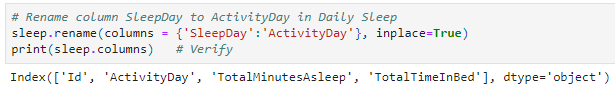 # Rename column SleepDay to ActivityDay in Daily Sleep
sleep.rename(columns = {'SleepDay':'ActivityDay'}, inplace=True)
print(sleep.columns)   # Verify
Index(['Id', 'ActivityDay', 'TotalMinutesAsleep', 'TotalTimeInBed'], dtype='object')